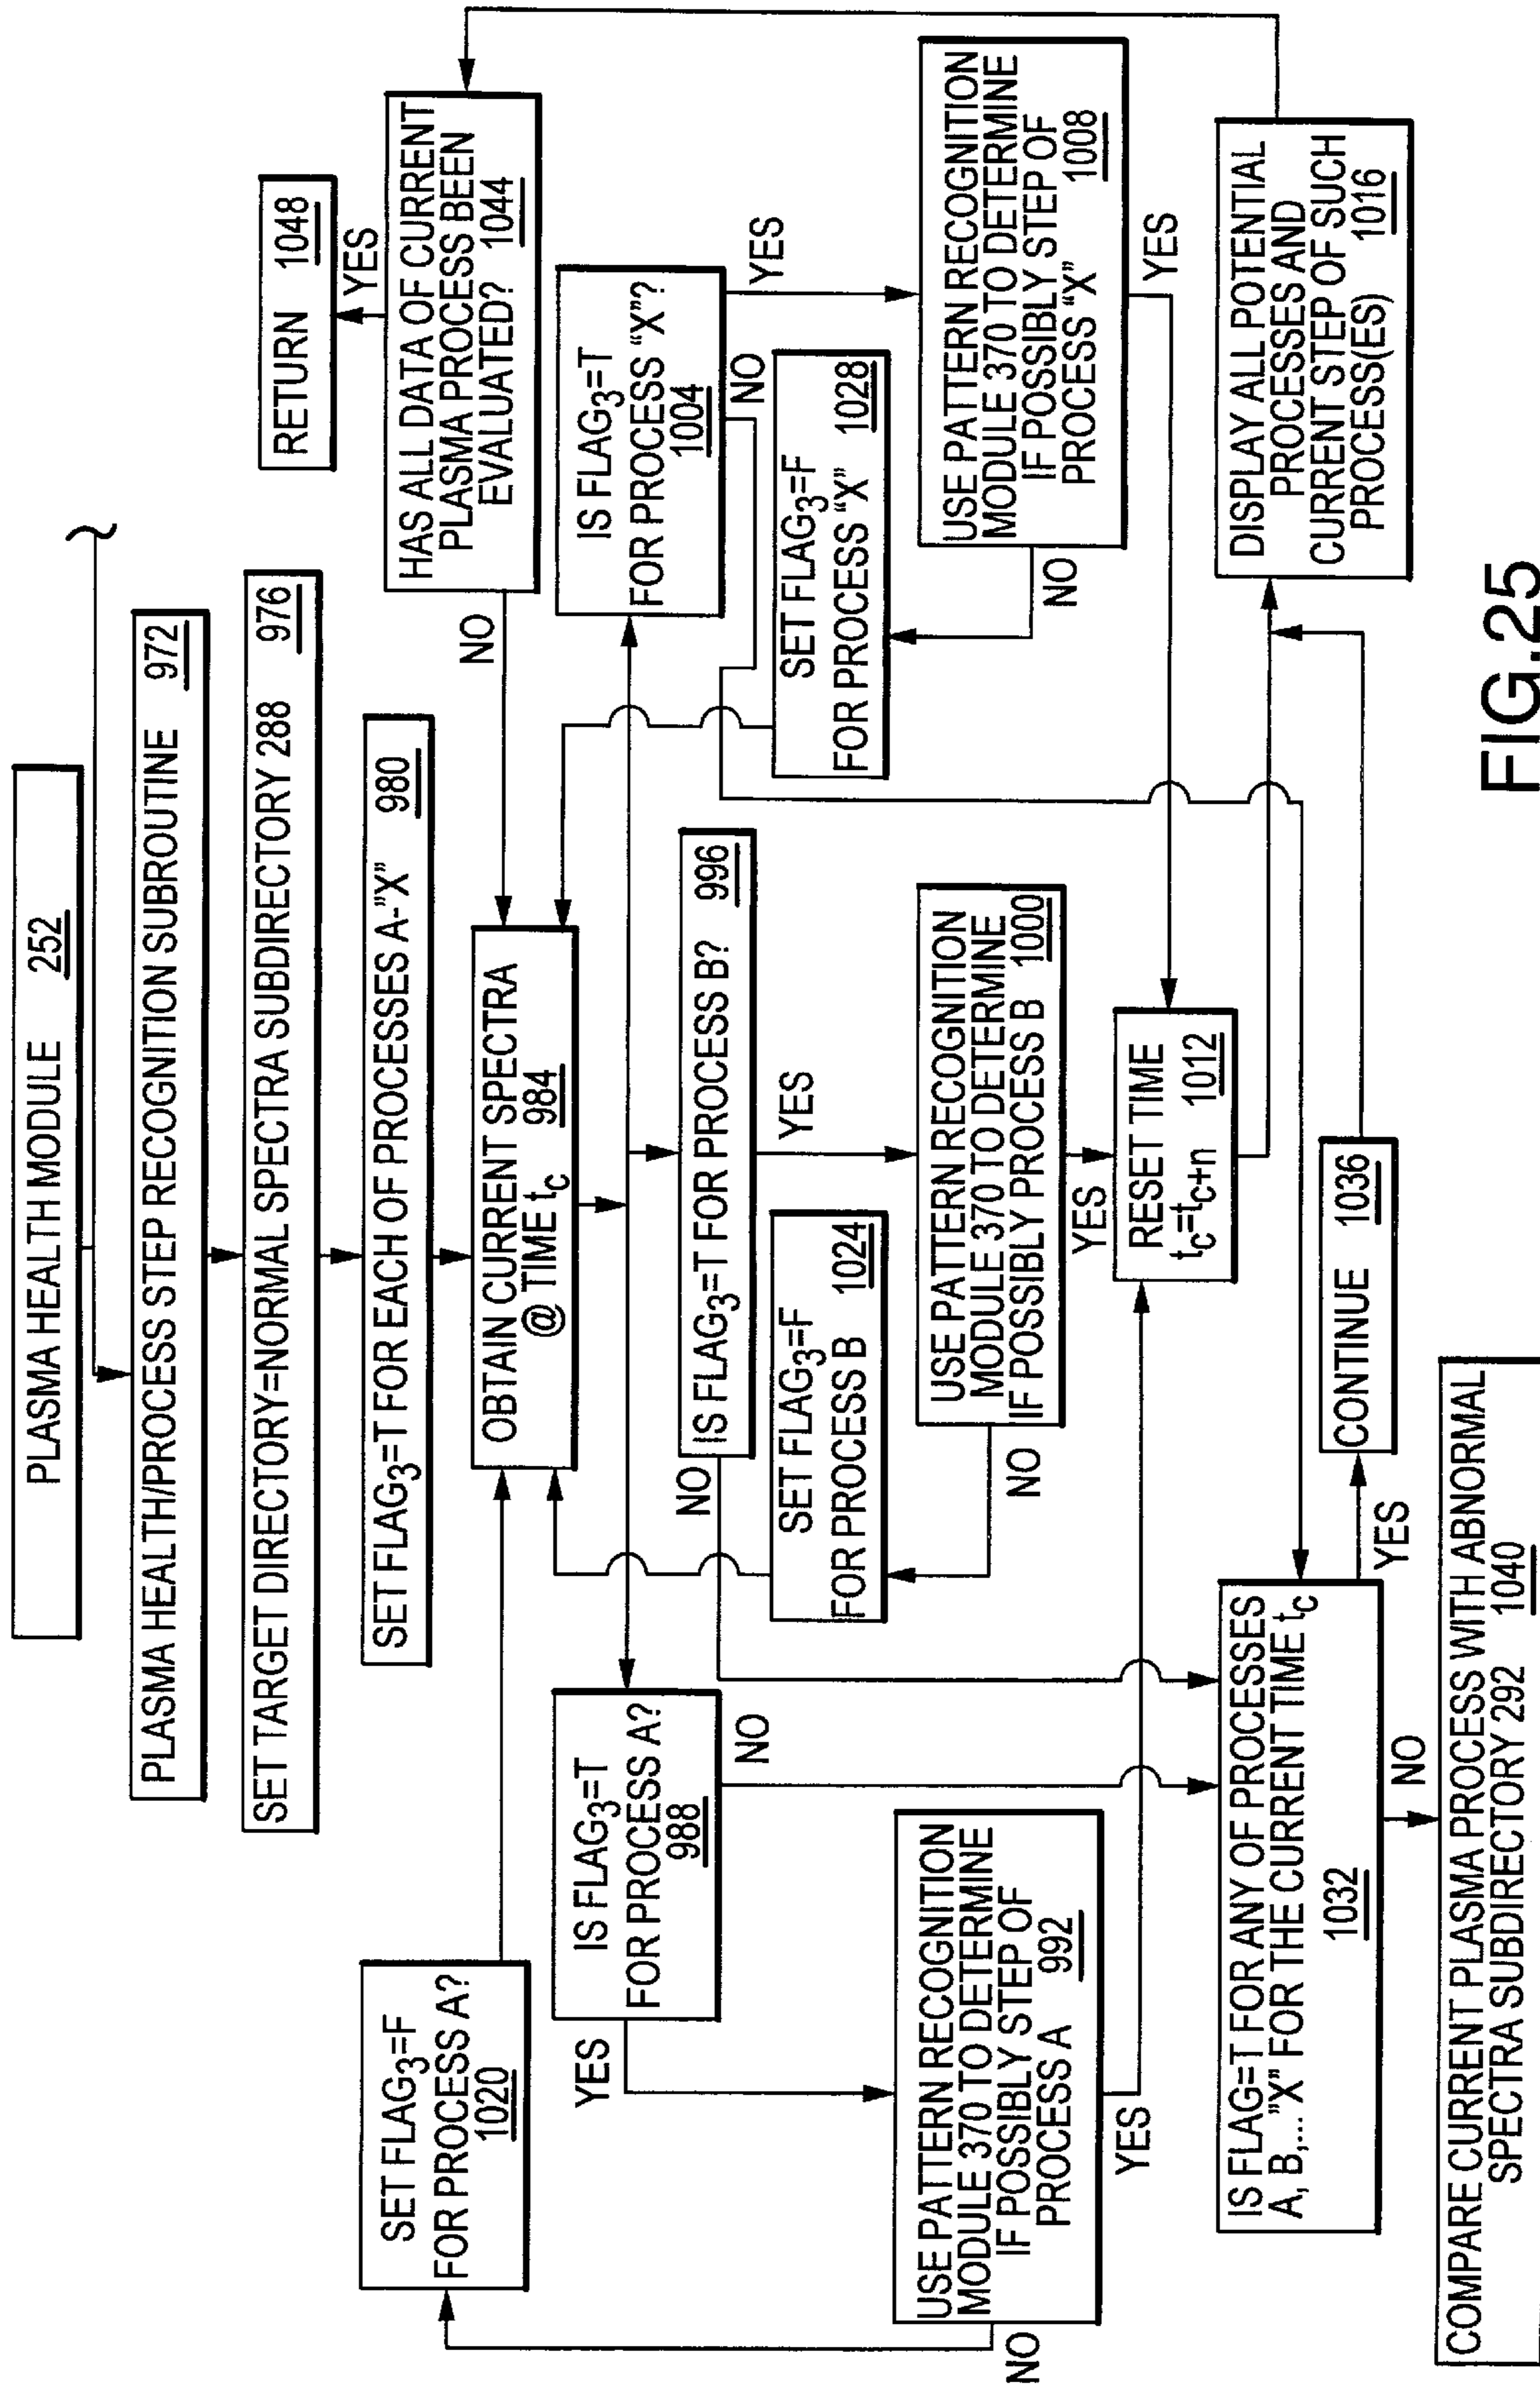 PLASMA HEALTH MODULE 252
PLASMA HEALTH/PROCESS STEP RECOGNITION SUBROUTINE 972
SET TARGET DIRECTORY=NORMAL SPECTRA SUBDIRECTORY 288 976
SET FLAG3=T FOR EACH OF PROCESSES A-"X" 980
OBTAIN CURRENT SPECTRA
@ TIME tc 984
SET FLAG3=F
FOR PROCESS A?
1020
HAS ALL DATA OF CURRENT
PLASMA PROCESS BEEN
EVALUATED? 1044
YES
RETURN 1048
NO
IS FLAG3=T
FOR PROCESS A?
988
YES
NO
IS FLAG3=T FOR PROCESS B? 996
NO
YES
IS FLAG3=T
FOR PROCESS "X"?
1004
NO
YES
SET FLAG3=F
FOR PROCESS B 1024
SET FLAG3=F
FOR PROCESS "X" 1028
USE PATTERN RECOGNITION
MODULE 370 TO DETERMINE
IF POSSIBLY STEP OF
PROCESS A 992
NO
YES
USE PATTERN RECOGNITION
MODULE 370 TO DETERMINE
IF POSSIBLY PROCESS B 1000
NO
YES
USE PATTERN RECOGNITION
MODULE 370 TO DETERMINE
IF POSSIBLY STEP OF
PROCESS "X" 1008
NO
YES
RESET TIME
tc=tc+n 1012
IS FLAG=T FOR ANY OF PROCESSES
A, B,..."X" FOR THE CURRENT TIME tc
1032
YES
NO
CONTINUE 1036
DISPLAY ALL POTENTIAL
PROCESSES AND
CURRENT STEP OF SUCH
PROCESS(ES) 1016
COMPARE CURRENT PLASMA PROCESS WITH ABNORMAL
SPECTRA SUBDIRECTORY 292 1040
FIG.25